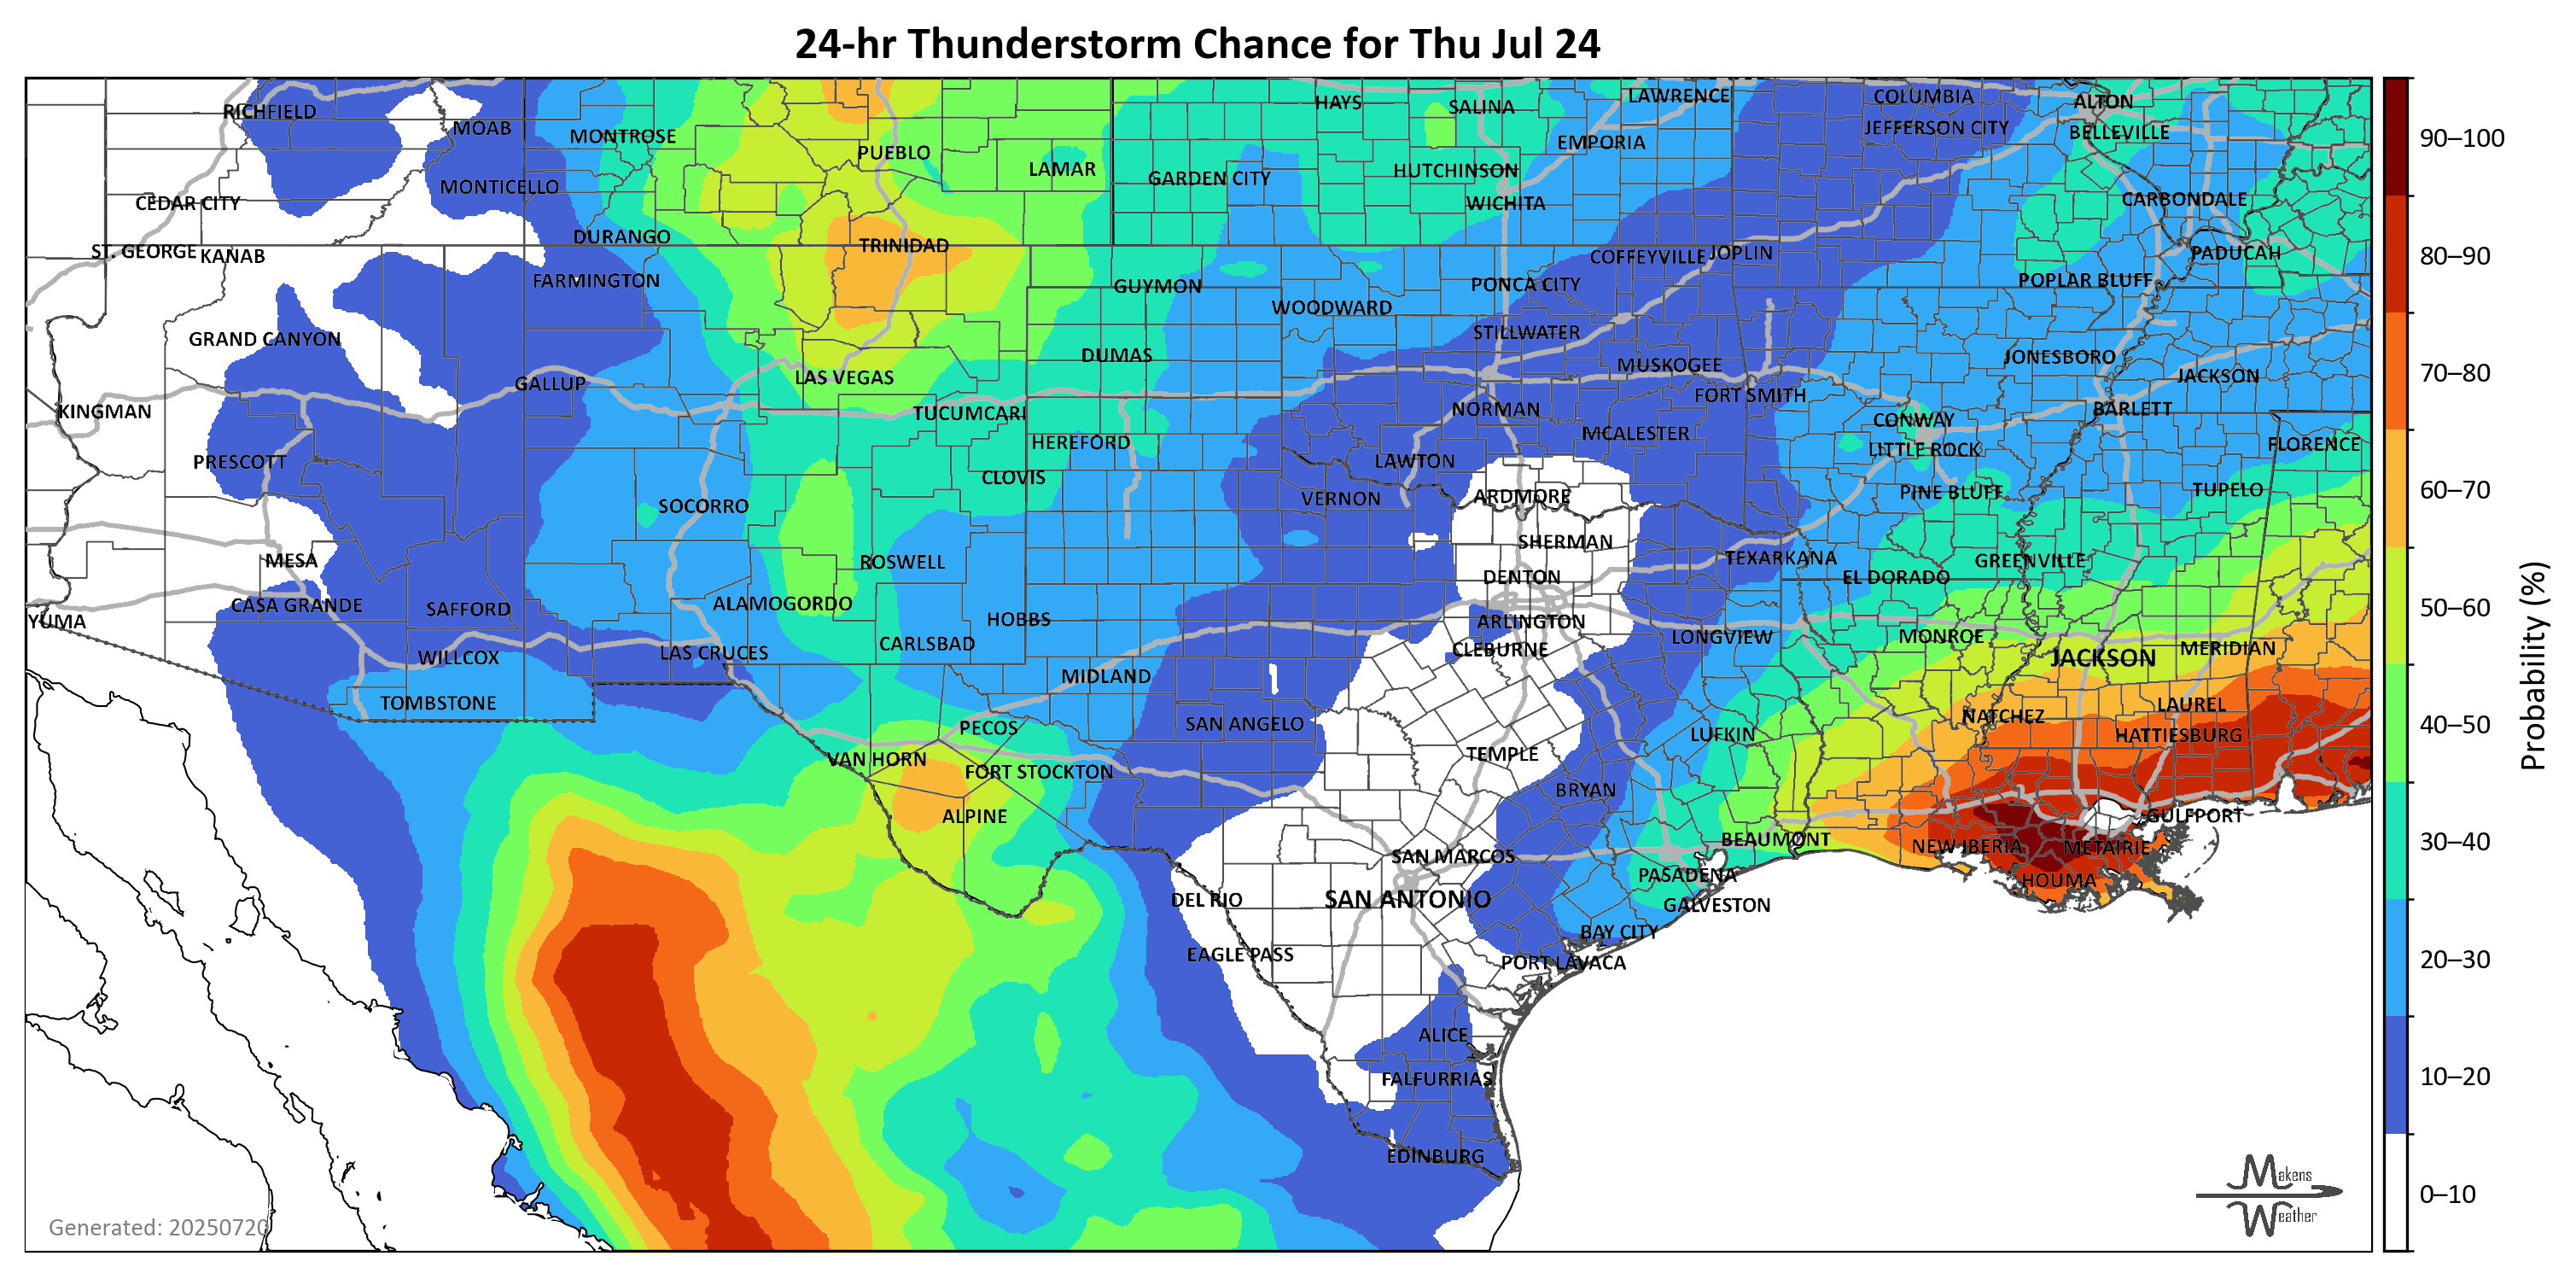 24-hr Thunderstorm Chance for Thu Jul 24
RICHFIELD
MOAB
MONTROSE
PUEBLO
LAMAR
HAYS
SALINA
LAWRENCE
COLUMBIA
ALTON
EMPORIA
JEFFERSON CITY
BELLEVILLE
MONTICELLO
GARDEN CITY
HUTCHINSON
CEDAR CITY
WICHITA
CARBONDALE
ST. GEORGE
KANAB
DURANGO
TRINIDAD
COFFEYVILLE
JOPLIN
PADUCAH
FARMINGTON
GUYMON
PONCA CITY
POPLAR BLUFF
WOODWARD
GRAND CANYON
STILLWATER
DUMAS
MUSKOGEE
JONESBORO
GALLUP
LAS VEGAS
FORT SMITH
JACKSON
KINGMAN
TUCUMCARI
NORMAN
CONWAY
BARLETT
HEREFORD
MCALESTER
LITTLE ROCK
FLORENCE
PRESCOTT
CLOVIS
LAWTON
VERNON
ARDMORE
PINE BLUFF
TUPELO
SOCORRO
MESA
ROSWELL
SHERMAN
TEXARKANA
GREENVILLE
CASA GRANDE
SAFFORD
ALAMOGORDO
DENTON
EL DORADO
YUMA
HOBBS
ARLINGTON
WILLCOX
LAS CRUCES
CARLSBAD
CLEBURNE
LONGVIEW
MONROE
JACKSON
MERIDIAN
TOMBSTONE
MIDLAND
PECOS
SAN ANGELO
NATCHEZ
LAUREL
VAN HORN
FORT STOCKTON
TEMPLE
LUFKIN
HATTIESBURG
ALPINE
BRYAN
GULFPORT
SAN MARCOS
BEAUMONT
NEW IBERIA
METAIRIE
DEL RIO
SAN ANTONIO
PASADENA
HOUMA
GALVESTON
EAGLE PASS
BAY CITY
PORT LAVACA
ALICE
FALFURRIAS
EDINBURG
Generated: 20250720
Makens
Weather
90–100
80–90
70–80
60–70
50–60
40–50
30–40
20–30
10–20
0–10
Probability (%)